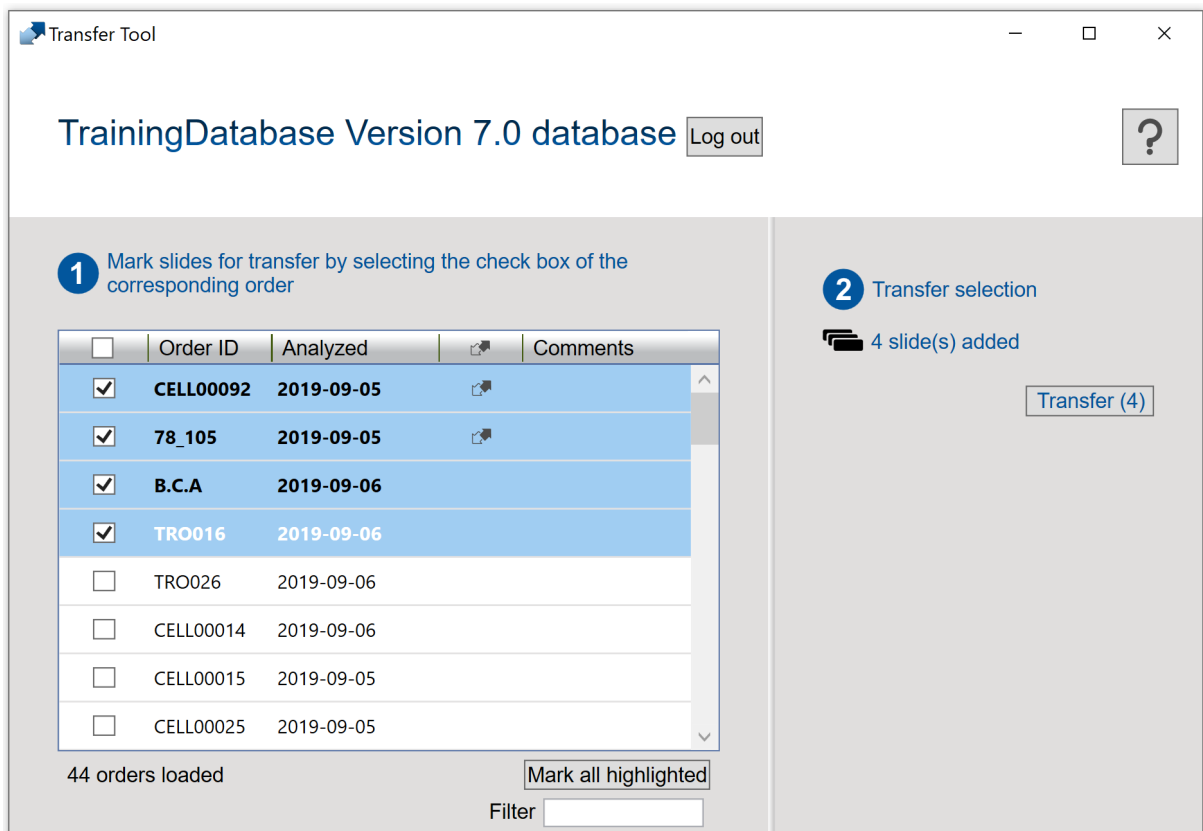 Transfer Tool
TrainingDatabase Version 7.0 database Log out
?
1 Mark slides for transfer by selecting the check box of the
corresponding order
Order ID Analyzed Comments
CELL00092 2019-09-05
78_105 2019-09-05
B.C.A 2019-09-06
TRO016 2019-09-06
TRO026 2019-09-06
CELL00014 2019-09-06
CELL00015 2019-09-05
CELL00025 2019-09-05
44 orders loaded Mark all highlighted
Filter
2 Transfer selection
4 slide(s) added
Transfer (4)